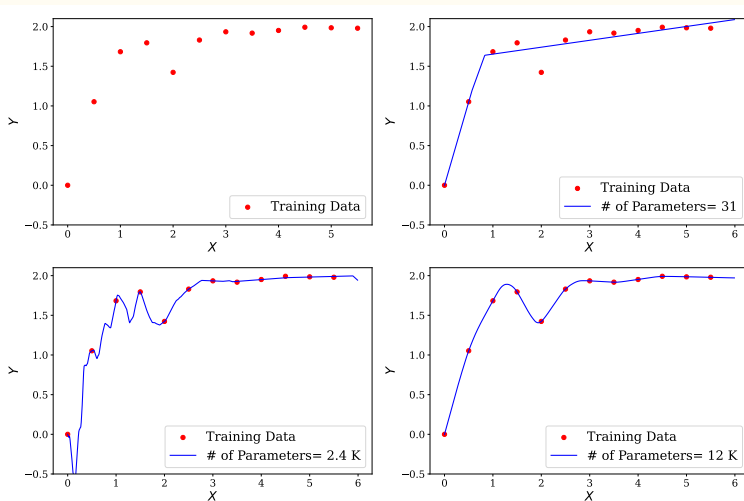 2.0
1.5
1.0
0.5
0.0
−0.5
Y
0 1 2 3 4 5
X
Training Data
2.0
1.5
1.0
0.5
0.0
−0.5
Y
0 1 2 3 4 5 6
X
Training Data
# of Parameters= 31
2.0
1.5
1.0
0.5
0.0
−0.5
Y
0 1 2 3 4 5 6
X
Training Data
# of Parameters= 2.4 K
2.0
1.5
1.0
0.5
0.0
−0.5
Y
0 1 2 3 4 5 6
X
Training Data
# of Parameters= 12 K